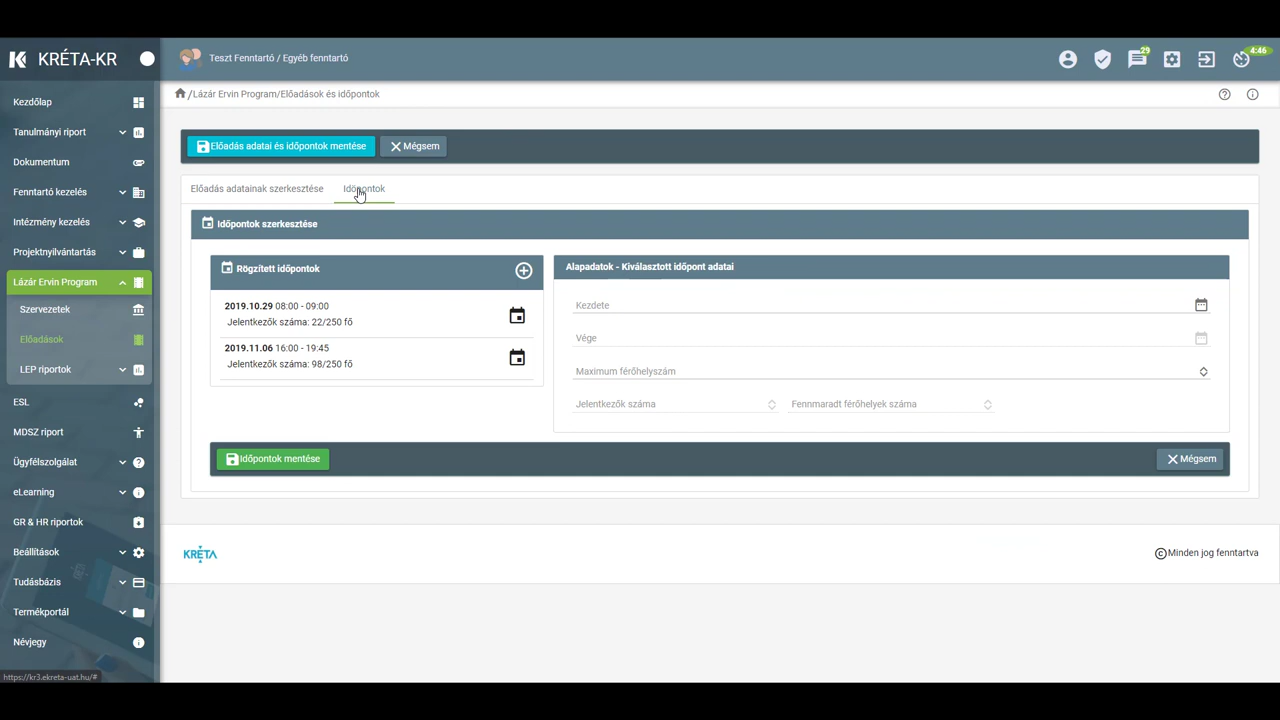 KRÉTA-KR
Teszt Fenntartó / Egyéb fenntartó
29
4:46
/Lázár Ervin Program/Előadások és időpontok
Kezdőlap
Tanulmányi riport
Dokumentum
Fenntartó kezelés
Intézmény kezelés
Projektnyilvántartás
Lázár Ervin Program
Szervezetek
Előadások
LEP riportok
ESL
MDSZ riport
Ügyfélszolgálat
eLearning
GR & HR riportok
Beállítások
Tudásbázis
Termékportál
Névjegy
https://kr3.ekreta-uat.hu/#
Előadás adatai és időpontok mentése
Mégsem
Előadás adatainak szerkesztése
Időpontok
Időpontok szerkesztése
Rögzített időpontok
2019.10.29 08:00 - 09:00
Jelentkezők száma: 22/250 fő
2019.11.06 16:00 - 19:45
Jelentkezők száma: 98/250 fő
Alapadatok - Kiválasztott időpont adatai
Kezdete
Vége
Maximum férőhelyszám
Jelentkezők száma
Fennmaradt férőhelyek száma
Időpontok mentése
Mégsem
KRÉTA
©Minden jog fenntartva